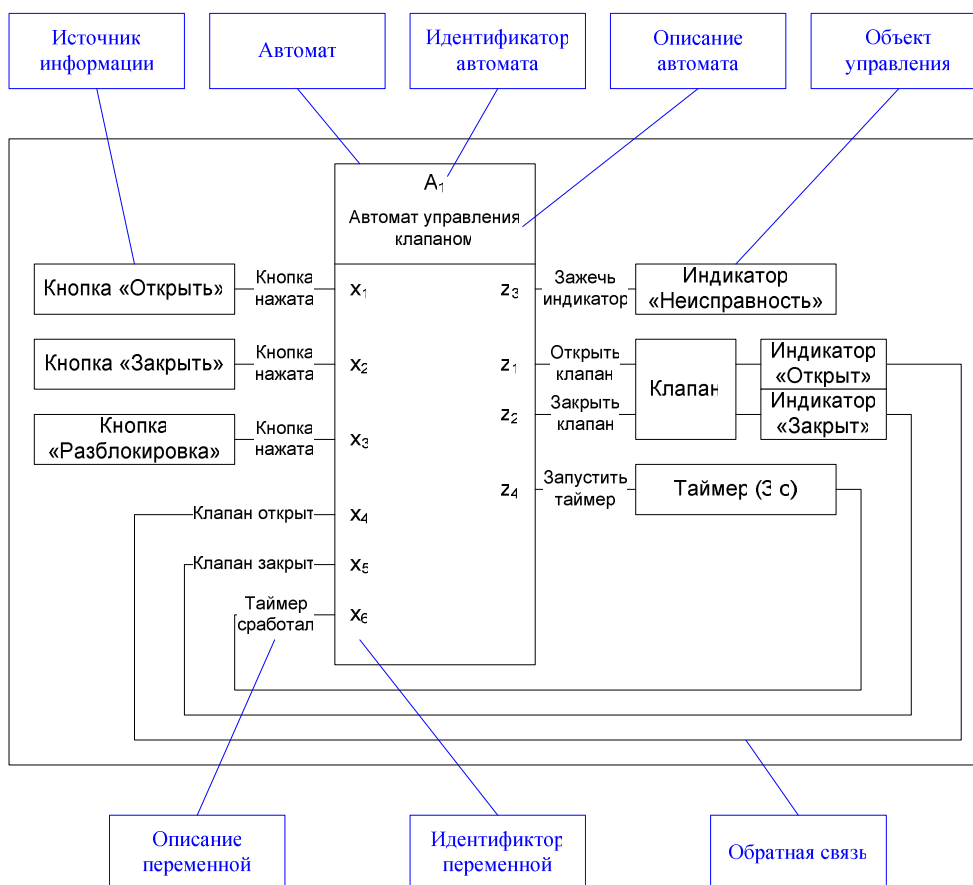 Источник
информации
Автомат
Идентификатор
автомата
Описание
автомата
Объект
управления
A1
Автомат управления
клапаном
Кнопка «Открыть»
Кнопка
нажата
x1
z3
Зажечь
индикатор
Индикатор
«Неисправность»
Кнопка «Закрыть»
Кнопка
нажата
x2
z1
Открыть
клапан
Клапан
Индикатор
«Открыт»
z2
Закрыть
клапан
Индикатор
«Закрыт»
Кнопка
«Разблокировка»
Кнопка
нажата
x3
z4
Запустить
таймер
Таймер (3 с)
Клапан открыт
x4
Клапан закрыт
x5
Таймер
сработал
x6
Описание
переменной
Идентификтор
переменной
Обратная связь